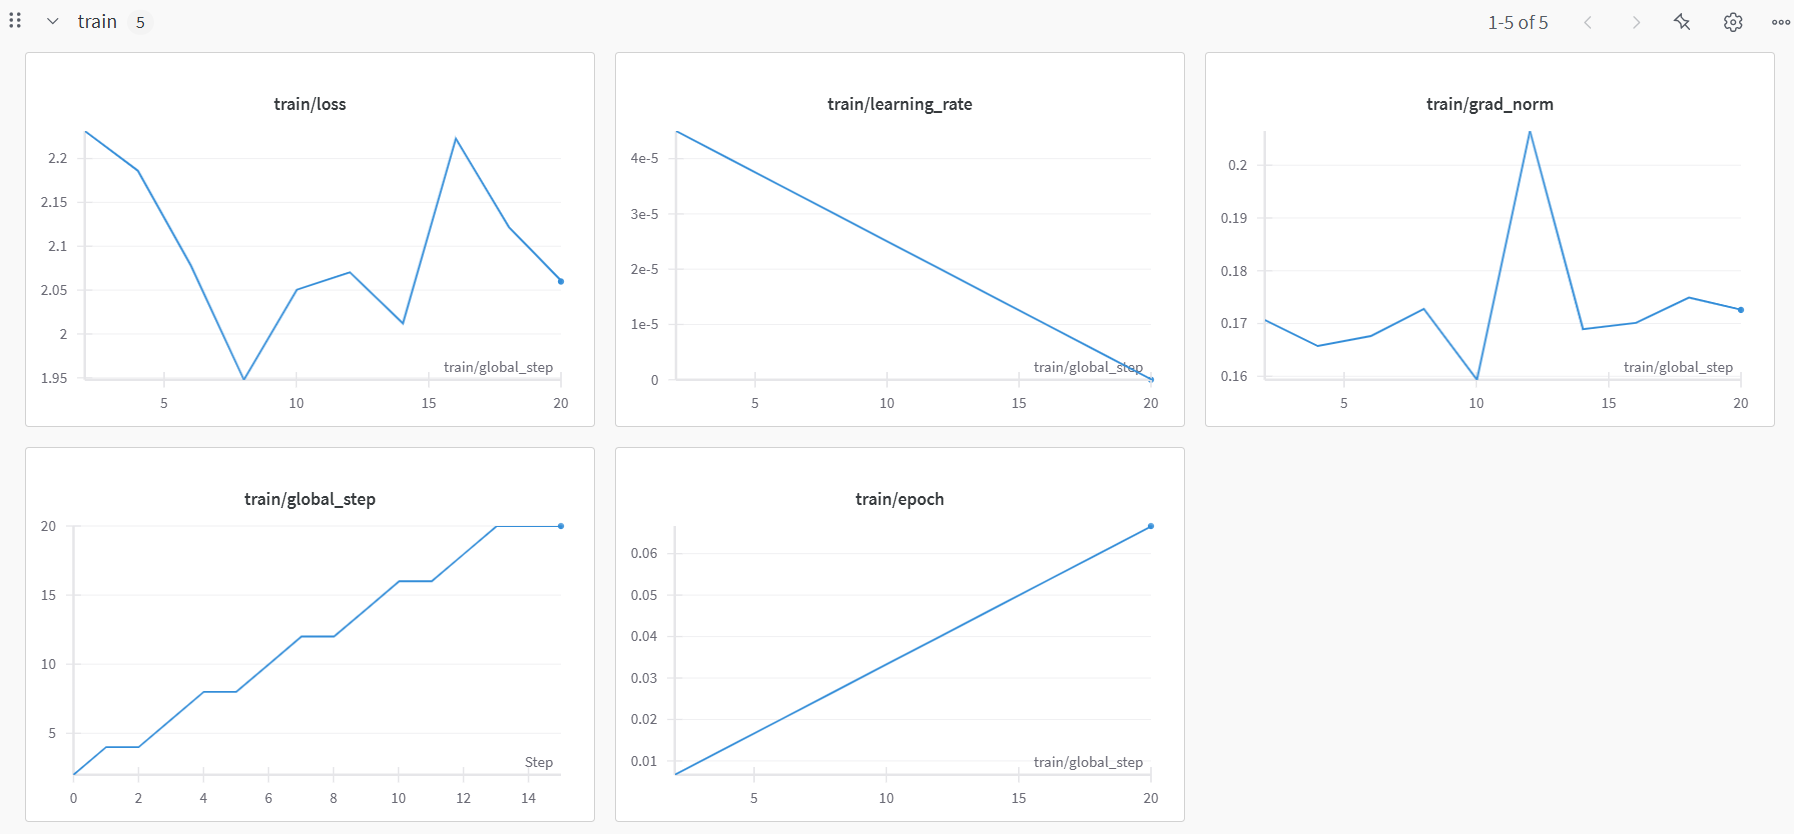 train 5
1-5 of 5
train/loss
2.2
2.15
2.1
2.05
2
1.95
train/global_step
5 10 15 20
train/learning_rate
4e-5
3e-5
2e-5
1e-5
0
train/global_step
5 10 15 20
train/grad_norm
0.2
0.19
0.18
0.17
0.16
train/global_step
5 10 15 20
train/global_step
20
15
10
5
Step
0 2 4 6 8 10 12 14
train/epoch
0.06
0.05
0.04
0.03
0.02
0.01
train/global_step
5 10 15 20